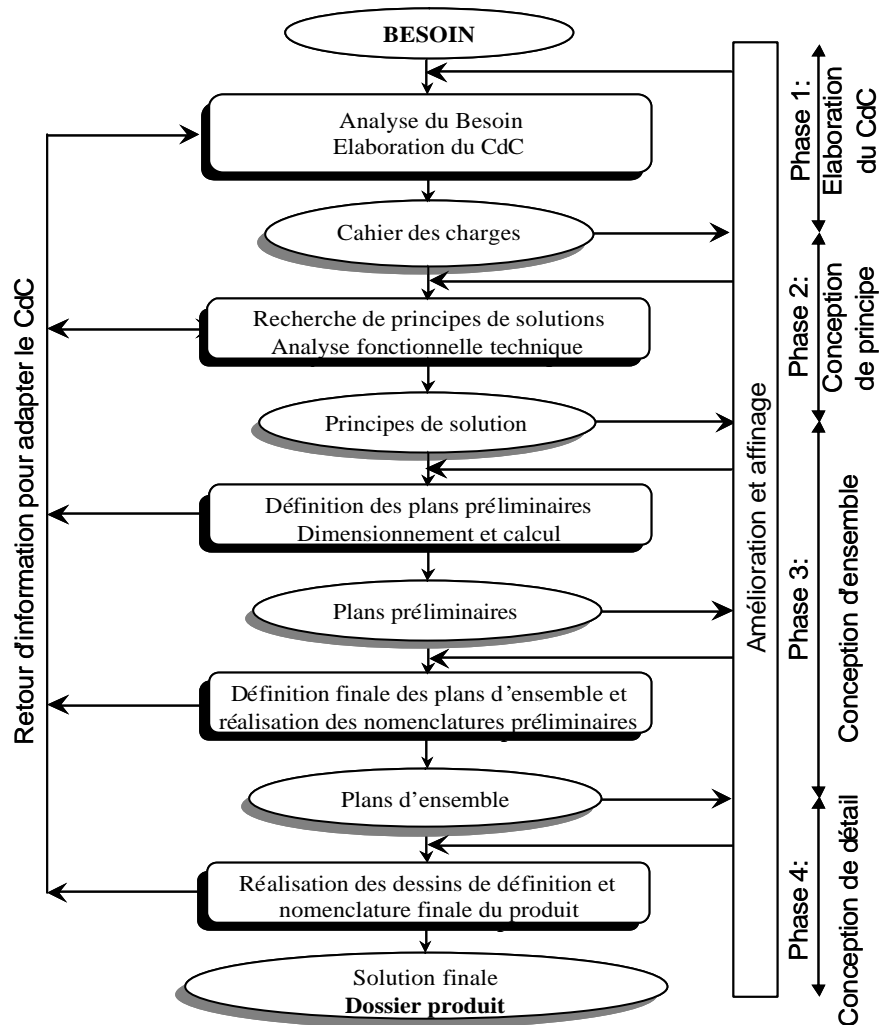 BESOIN
Analyse du Besoin
Elaboration du CdC
Cahier des charges
Recherche de principes de solutions
Analyse fonctionnelle technique
Principes de solution
Définition des plans préliminaires
Dimensionnement et calcul
Plans préliminaires
Définition finale des plans d’ensemble et
réalisation des nomenclatures préliminaires
Plans d’ensemble
Réalisation des dessins de définition et
nomenclature finale du produit
Solution finale
Dossier produit
Retour d'information pour adapter le CdC
Amélioration et affinage
Phase 1:
Elaboration
du CdC
Phase 2:
Conception
de principe
Phase 3:
Conception d'ensemble
Phase 4:
Conception de détail